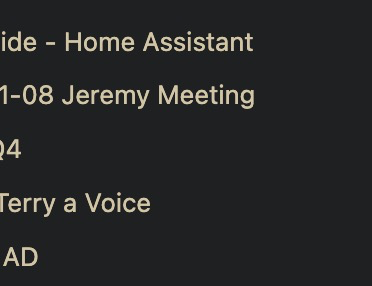 ide - Home Assistant
1-08 Jeremy Meeting
Q4
Terry a Voice
AD